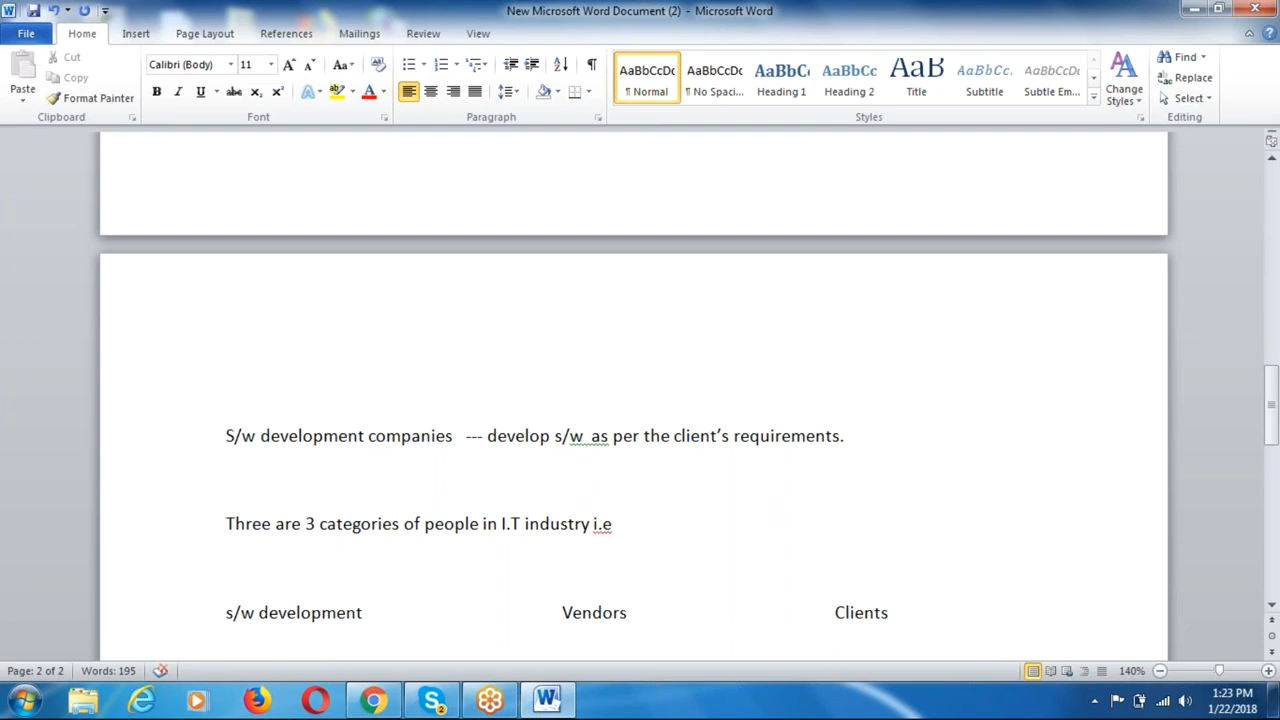 New Microsoft Word Document (2) - Microsoft Word
File Home Insert Page Layout References Mailings Review View
Paste
Cut
Copy
Format Painter
Clipboard
Calibri (Body) 11
Font
Paragraph
AaBbCcDc AaBbCcDc AaBbC AaBbCc AaB AaBbCc. AaBbCcDc
¶ Normal ¶ No Spaci... Heading 1 Heading 2 Title Subtitle Subtle Em...
Change Styles
Styles
Find
Replace
Select
Editing
S/w development companies --- develop s/w as per the client's requirements.
Three are 3 categories of people in I.T industry i.e
s/w development Vendors Clients
Page: 2 of 2 Words: 195 140%
1:23 PM
1/22/2018